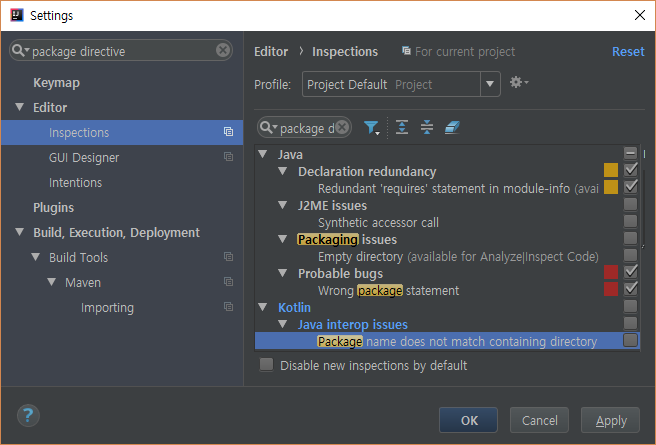 Settings
package directive
Keymap
Editor
Inspections
GUI Designer
Intentions
Plugins
Build, Execution, Deployment
Build Tools
Maven
Importing
Editor › Inspections For current project Reset
Profile: Project Default Project
package d
Java
Declaration redundancy
Redundant 'requires' statement in module-info (avai
J2ME issues
Synthetic accessor call
Packaging issues
Empty directory (available for Analyze|Inspect Code)
Probable bugs
Wrong package statement
Kotlin
Java interop issues
Package name does not match containing directory
Disable new inspections by default
?
OK Cancel Apply